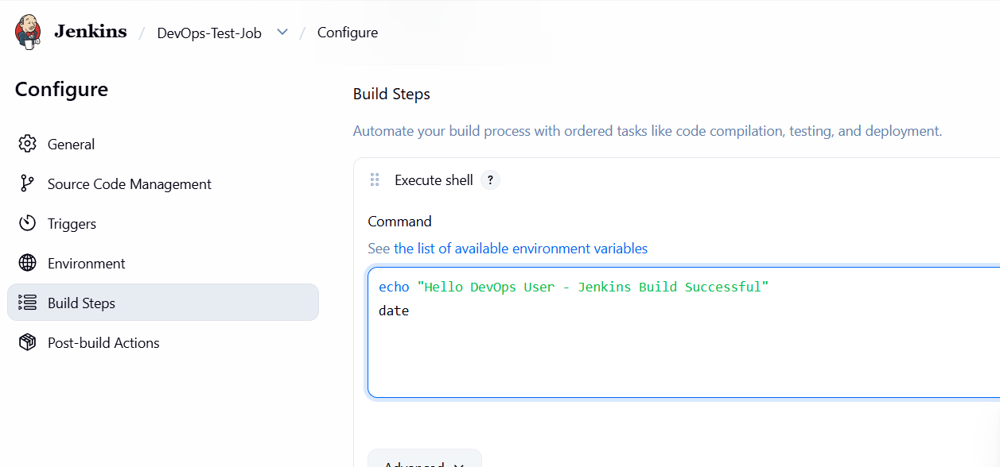 Jenkins / DevOps-Test-Job / Configure
Configure
General
Source Code Management
Triggers
Environment
Build Steps
Post-build Actions
Build Steps
Automate your build process with ordered tasks like code compilation, testing, and deployment.
Execute shell ?
Command
See the list of available environment variables
echo "Hello DevOps User - Jenkins Build Successful"
date
Advanced